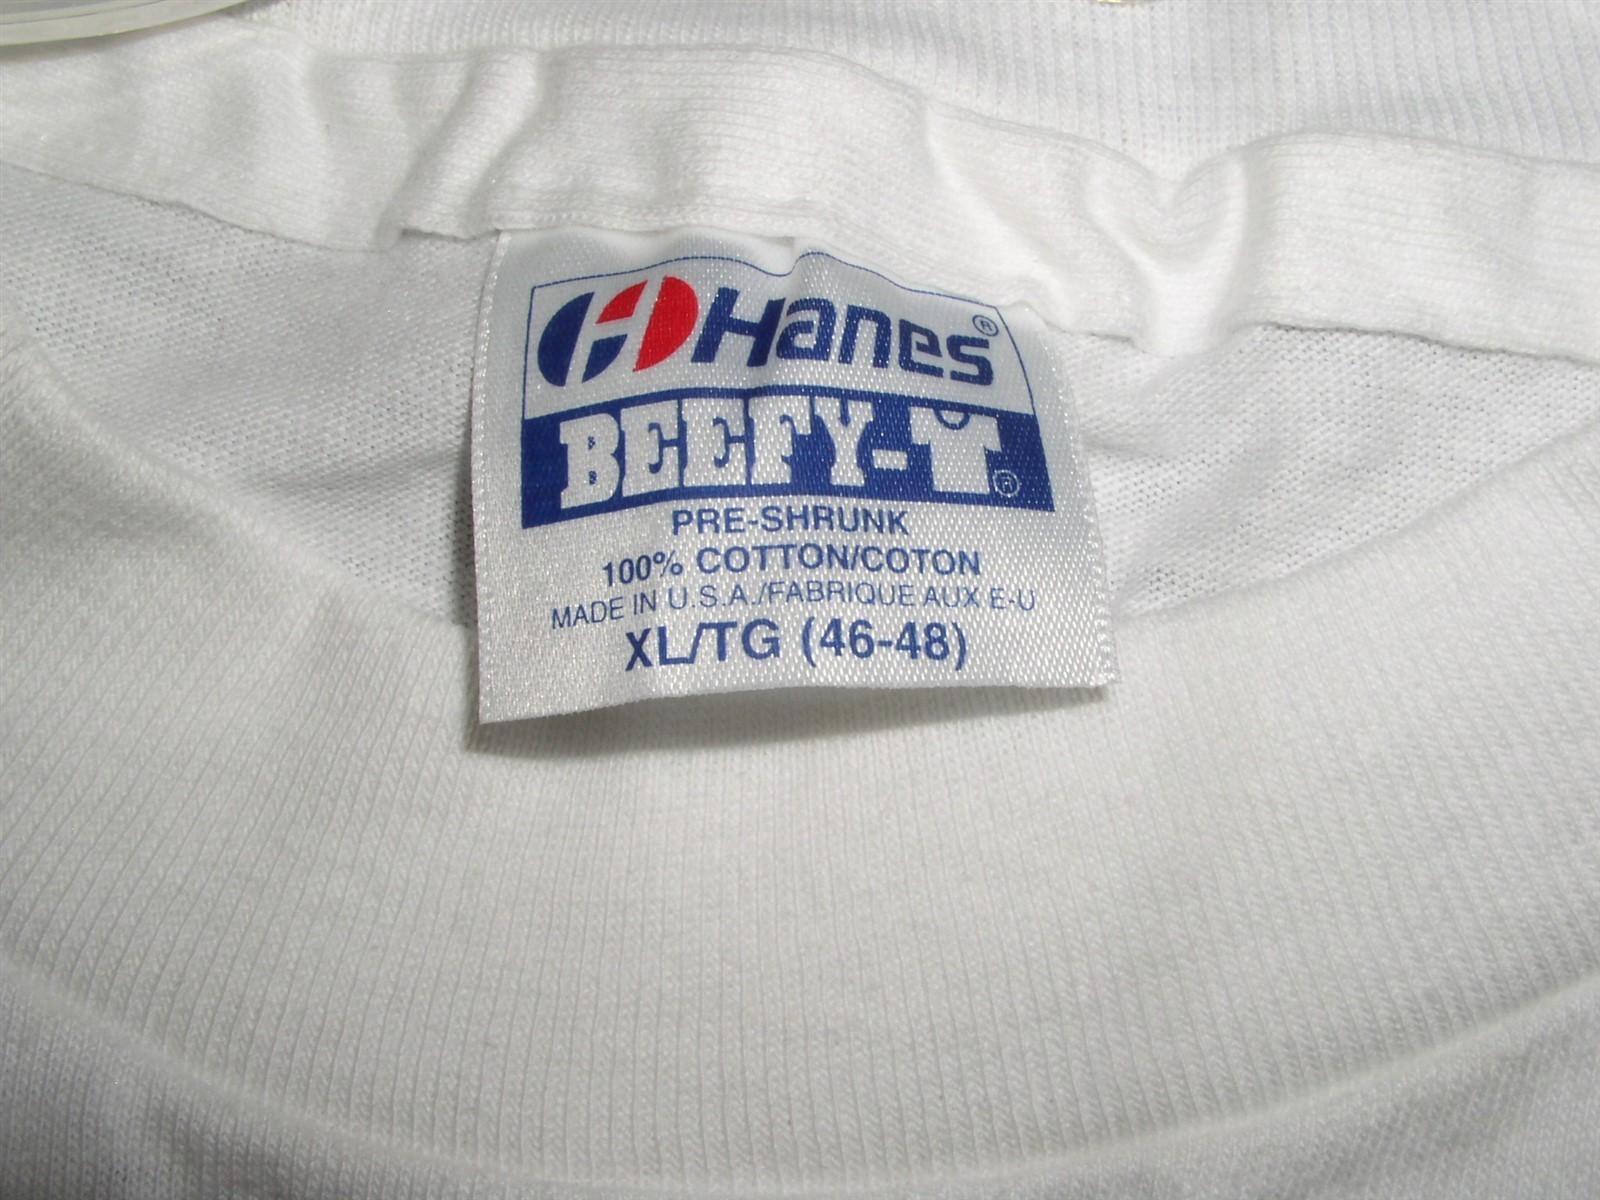 Hanes®
BEEFY-T®
PRE-SHRUNK
100% COTTON/COTON
MADE IN U.S.A./FABRIQUE AUX E-U
XL/TG (46-48)